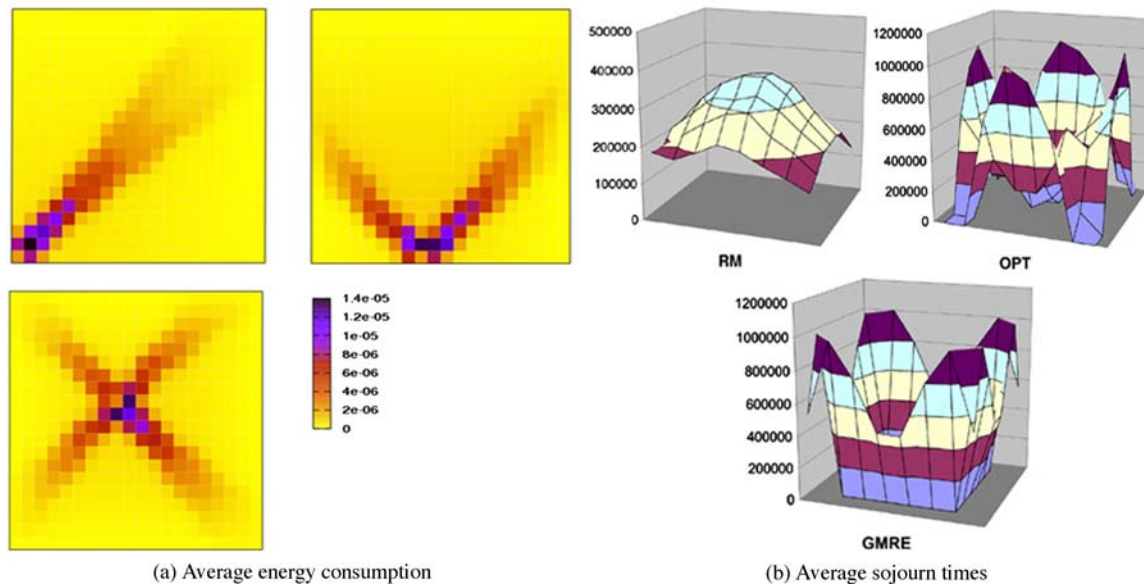 500000
400000
300000
200000
100000
0
RM
1200000
1000000
800000
600000
400000
200000
0
OPT
1.4e-05
1.2e-05
1e-05
8e-06
6e-06
4e-06
2e-06
0
1200000
1000000
800000
600000
400000
200000
0
GMRE
(a) Average energy consumption
(b) Average sojourn times